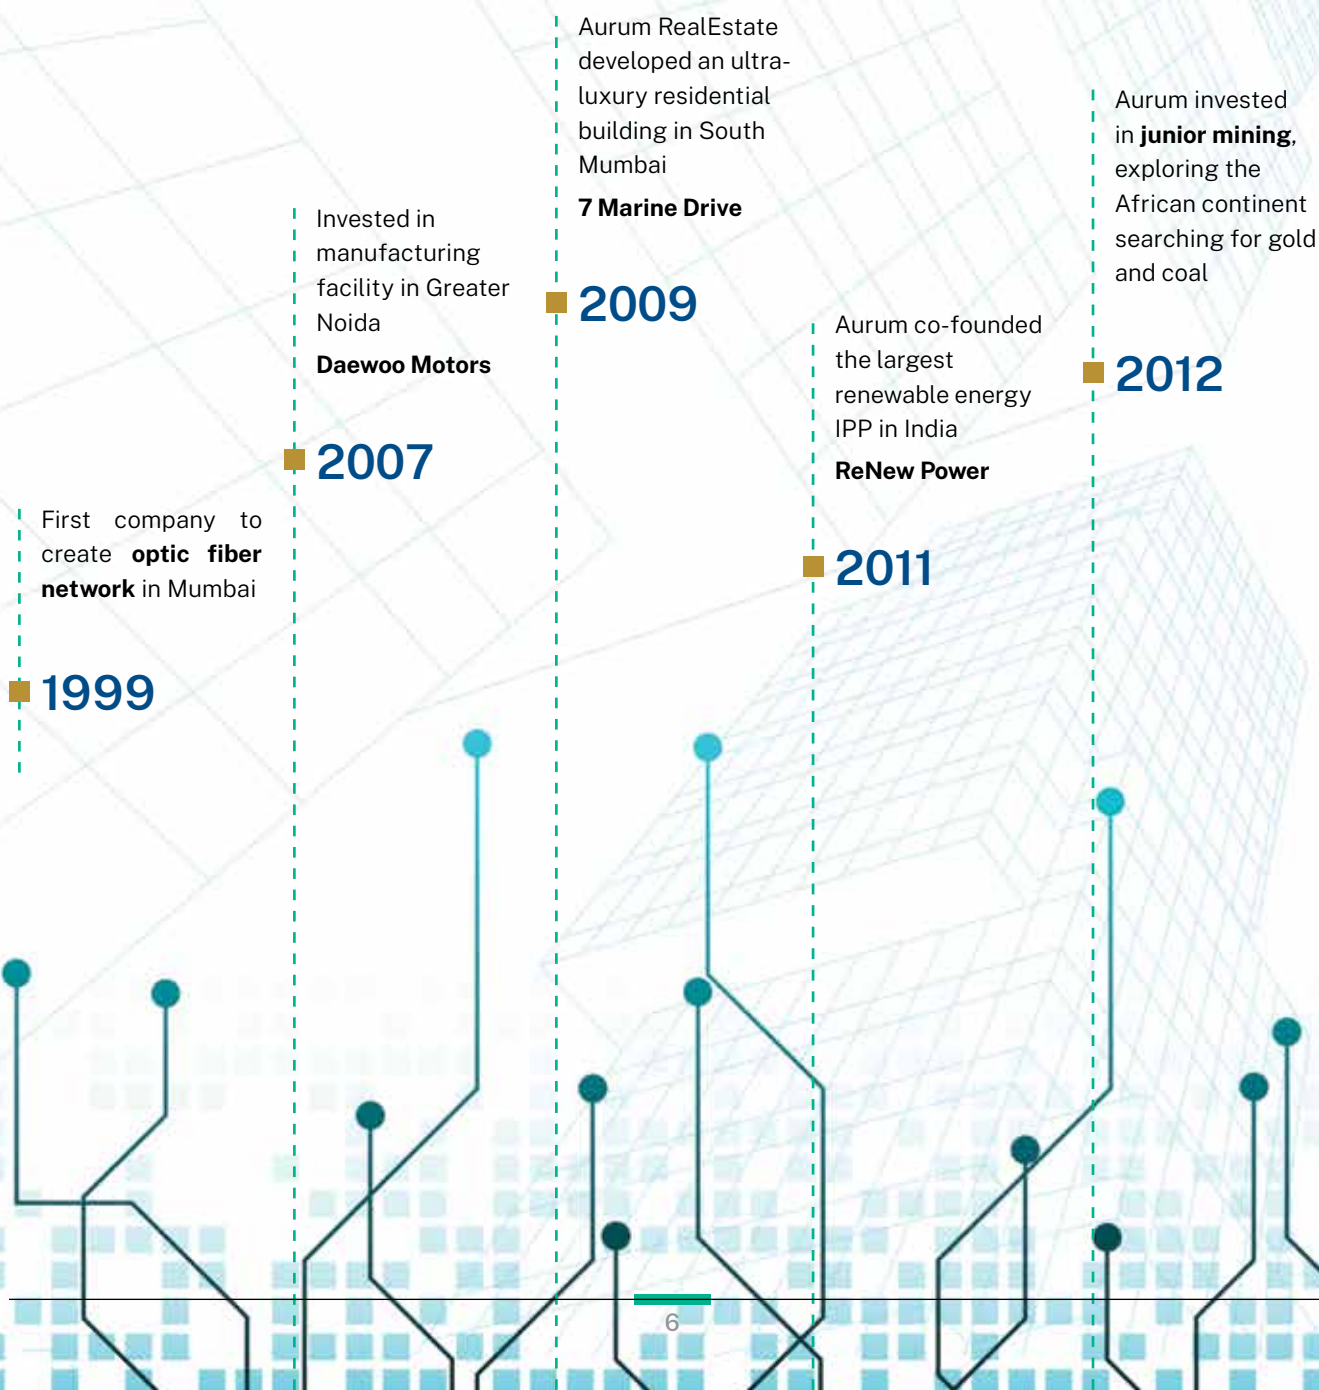 First company to
create optic fiber
network in Mumbai
1999
Invested in
manufacturing
facility in Greater
Noida
Daewoo Motors
2007
Aurum RealEstate
developed an ultra-
luxury residential
building in South
Mumbai
7 Marine Drive
2009
Aurum co-founded
the largest
renewable energy
IPP in India
ReNew Power
2011
Aurum invested
in junior mining,
exploring the
African continent
searching for gold
and coal
2012
6